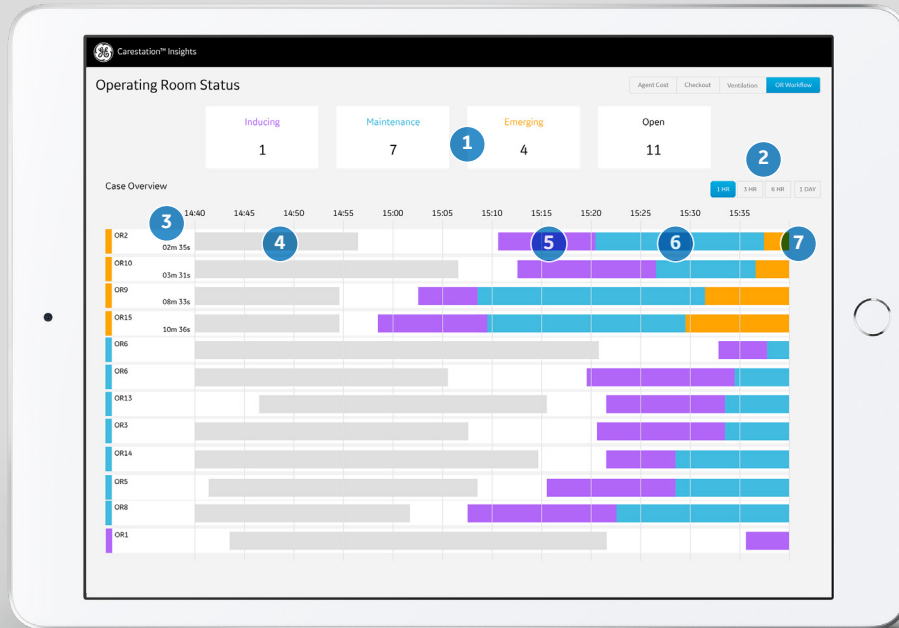 Carestation™ Insights
Operating Room Status
Agent Cost Checkout Ventilation OR Workflow
Inducing Maintenance Emerging Open
1 7 4 11
1
2
Case Overview
1 HR 3 HR 6 HR 1 DAY
3
14:40 14:45 14:50 14:55 15:00 15:05 15:10 15:15 15:20 15:25 15:30 15:35
OR2
02m 35s
4 5 6 7
OR10
03m 31s
OR9
08m 33s
OR15
10m 36s
OR6
OR6
OR13
OR3
OR14
OR5
OR8
OR1